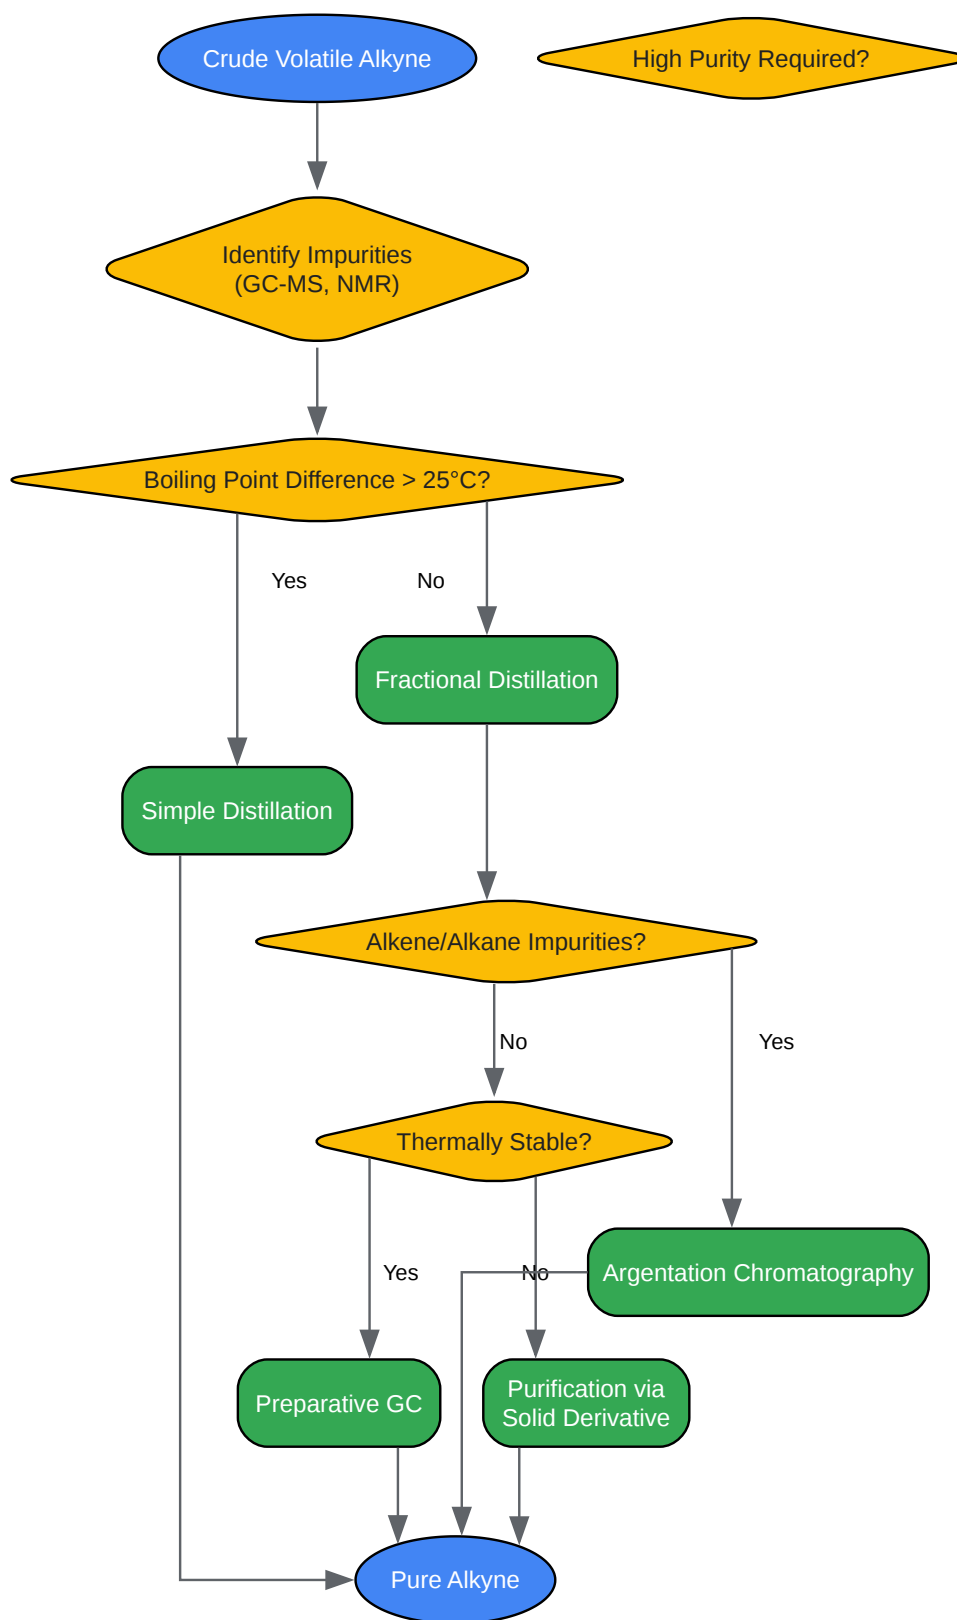 Crude Volatile Alkyne
High Purity Required?
Identify Impurities
(GC-MS, NMR)
Boiling Point Difference > 25°C?
Yes
No
Fractional Distillation
Simple Distillation
Alkene/Alkane Impurities?
No
Yes
Thermally Stable?
Yes
No
Argentation Chromatography
Preparative GC
Purification via
Solid Derivative
Pure Alkyne